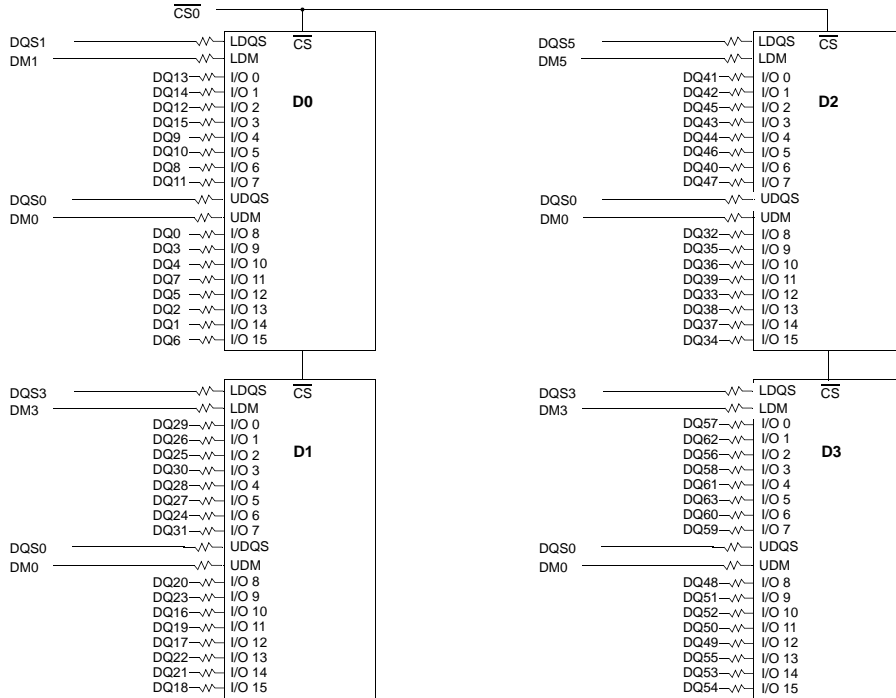 CS0
DQS1 LDQS CS
DM1 LDM
DQ13 I/O 0
DQ14 I/O 1
DQ12 I/O 2
D0
DQ15 I/O 3
DQ9 I/O 4
DQ10 I/O 5
DQ8 I/O 6
DQ11 I/O 7
DQS0 UDQS
DM0 UDM
DQ0 I/O 8
DQ3 I/O 9
DQ4 I/O 10
DQ7 I/O 11
DQ5 I/O 12
DQ2 I/O 13
DQ1 I/O 14
DQ6 I/O 15
DQS5 LDQS CS
DM5 LDM
DQ41 I/O 0
DQ42 I/O 1
DQ45 I/O 2
D2
DQ43 I/O 3
DQ44 I/O 4
DQ46 I/O 5
DQ40 I/O 6
DQ47 I/O 7
DQS0 UDQS
DM0 UDM
DQ32 I/O 8
DQ35 I/O 9
DQ36 I/O 10
DQ39 I/O 11
DQ33 I/O 12
DQ38 I/O 13
DQ37 I/O 14
DQ34 I/O 15
DQS3 LDQS CS
DM3 LDM
DQ29 I/O 0
DQ26 I/O 1
DQ25 I/O 2
D1
DQ30 I/O 3
DQ28 I/O 4
DQ27 I/O 5
DQ24 I/O 6
DQ31 I/O 7
DQS0 UDQS
DM0 UDM
DQ20 I/O 8
DQ23 I/O 9
DQ16 I/O 10
DQ19 I/O 11
DQ17 I/O 12
DQ22 I/O 13
DQ21 I/O 14
DQ18 I/O 15
DQS3 LDQS CS
DM3 LDM
DQ57 I/O 0
DQ62 I/O 1
DQ56 I/O 2
D3
DQ58 I/O 3
DQ61 I/O 4
DQ63 I/O 5
DQ60 I/O 6
DQ59 I/O 7
DQS0 UDQS
DM0 UDM
DQ48 I/O 8
DQ51 I/O 9
DQ52 I/O 10
DQ50 I/O 11
DQ49 I/O 12
DQ55 I/O 13
DQ53 I/O 14
DQ54 I/O 15